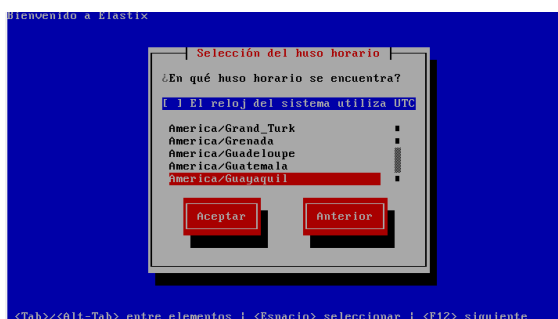 Bienvenido a Elastix
Selección del huso horario
¿En qué huso horario se encuentra?
[ ] El reloj del sistema utiliza UTC
America/Grand_Turk
America/Grenada
America/Guadeloupe
America/Guatemala
America/Guayaquil
Aceptar Anterior
<Tab>/<Alt-Tab> entre elementos | <Espacio> seleccionar | <F12> siguiente